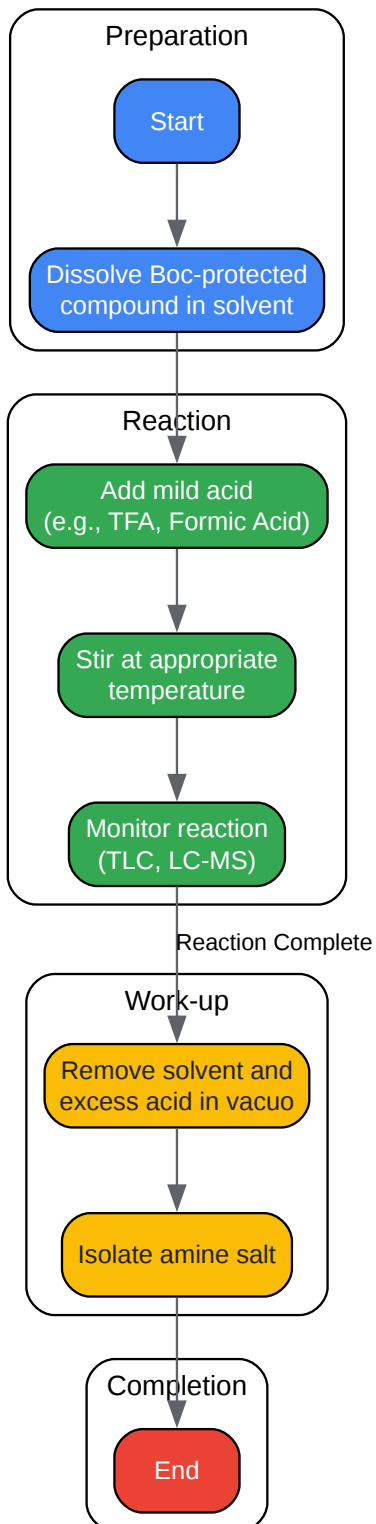 Preparation
Start
Dissolve Boc-protected
compound in solvent
Reaction
Add mild acid
(e.g., TFA, Formic Acid)
Stir at appropriate
temperature
Monitor reaction
(TLC, LC-MS)
Reaction Complete
Work-up
Remove solvent and
excess acid in vacuo
Isolate amine salt
Completion
End